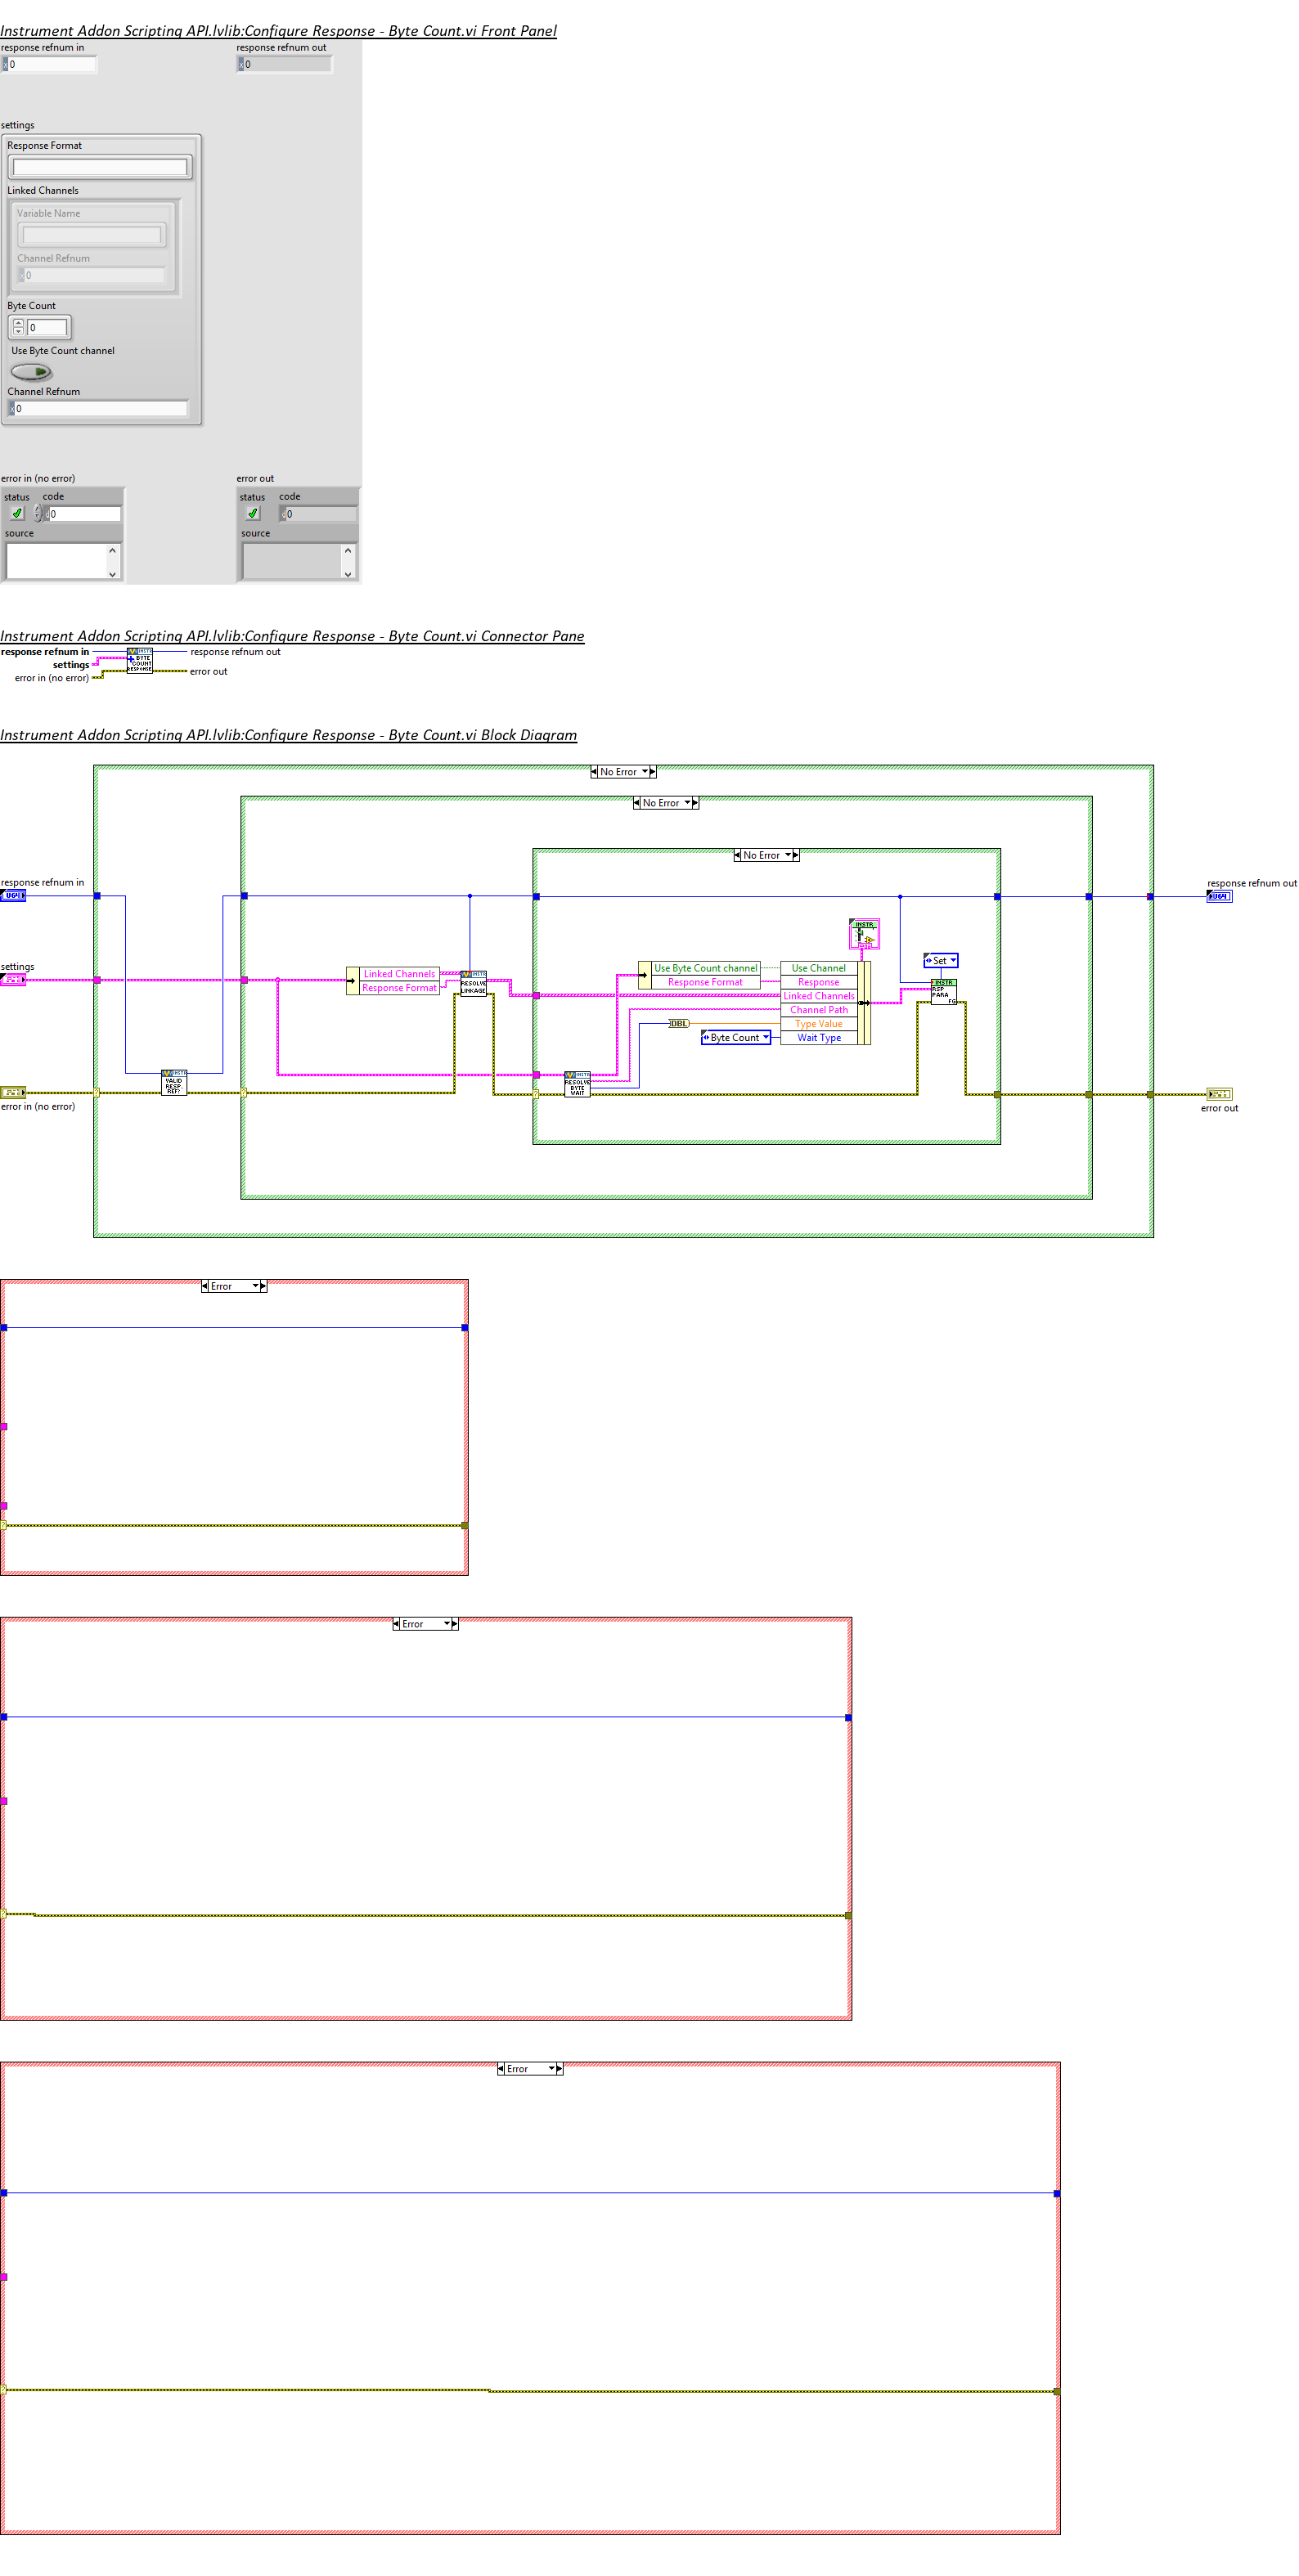 Instrument Addon Scripting API.lvlib:Configure Response - Byte Count.vi Front Panel
response refnum in
response refnum out
0
0
settings
Response Format
Linked Channels
Variable Name
Channel Refnum
0
Byte Count
0
Use Byte Count channel
Channel Refnum
0
error in (no error)
error out
status code
status code
0
0
source
source
Instrument Addon Scripting API.lvlib:Configure Response - Byte Count.vi Connector Pane
response refnum in
response refnum out
settings
error in (no error)
error out
INSTR
BYTE
COUNT
RESPONSE
Instrument Addon Scripting API.lvlib:Configure Response - Byte Count.vi Block Diagram
No Error
No Error
No Error
response refnum in
response refnum out
settings
Linked Channels
Response Format
INSTR
RESOLVE
LINKAGE
INSTR
Use Byte Count channel
Response Format
Use Channel
Response
Linked Channels
Channel Path
Type Value
Wait Type
DBL
Byte Count
Set
INSTR
RSP
PARA
FG
INSTR
VALID
RESP.
REF?
INSTR
RESOLVE
BYTE
WAIT
error in (no error)
error out
Error
Error
Error